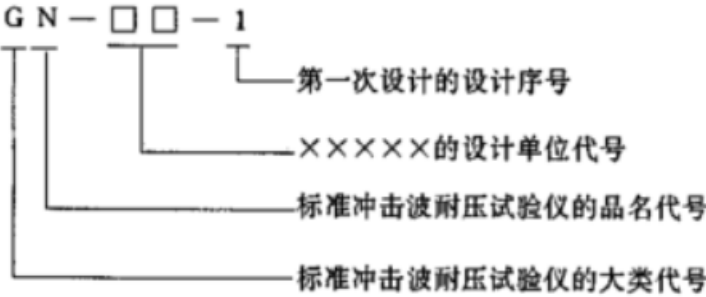 GN—□□—1
第一次设计的设计序号
×××××的设计单位代号
标准冲击波耐压试验仪的品名代号
标准冲击波耐压试验仪的大类代号